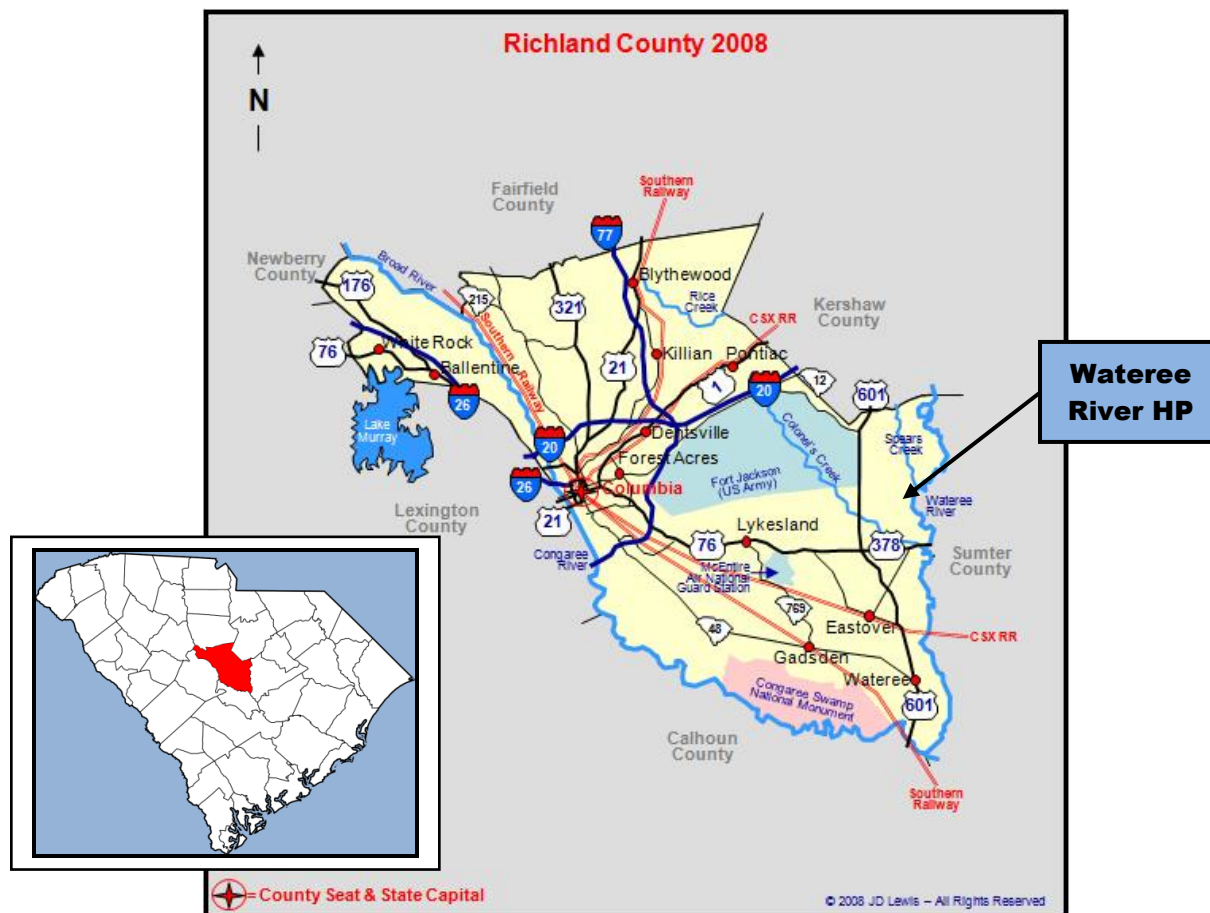 Richland County 2008
N
Southern
Railway
Fairfield
County
77
Newberry
County
176
Broad River
215
321
Blythewood
Rice
Creek
Kershaw
County
CSX RR
Southern Railway
76
White Rock
Ballentine
21
Killian
Pontiac
1
20
12
601
Wateree
River HP
26
Lake
Murray
20
Dentsville
Colonel's Creek
Spears
Creek
Forest Acres
Fort Jackson
(US Army)
26
Columbia
Lexington
County
21
Wateree
River
Lykesland
76
378
Congaree
River
McEntire
Air National
Guard Station
Sumter
County
769
48
Eastover
CSX RR
Gadsden
Wateree
Congaree Swamp
National Monument
601
Calhoun
County
Southern
Railway
= County Seat & State Capital
© 2008 JD Lewis – All Rights Reserved